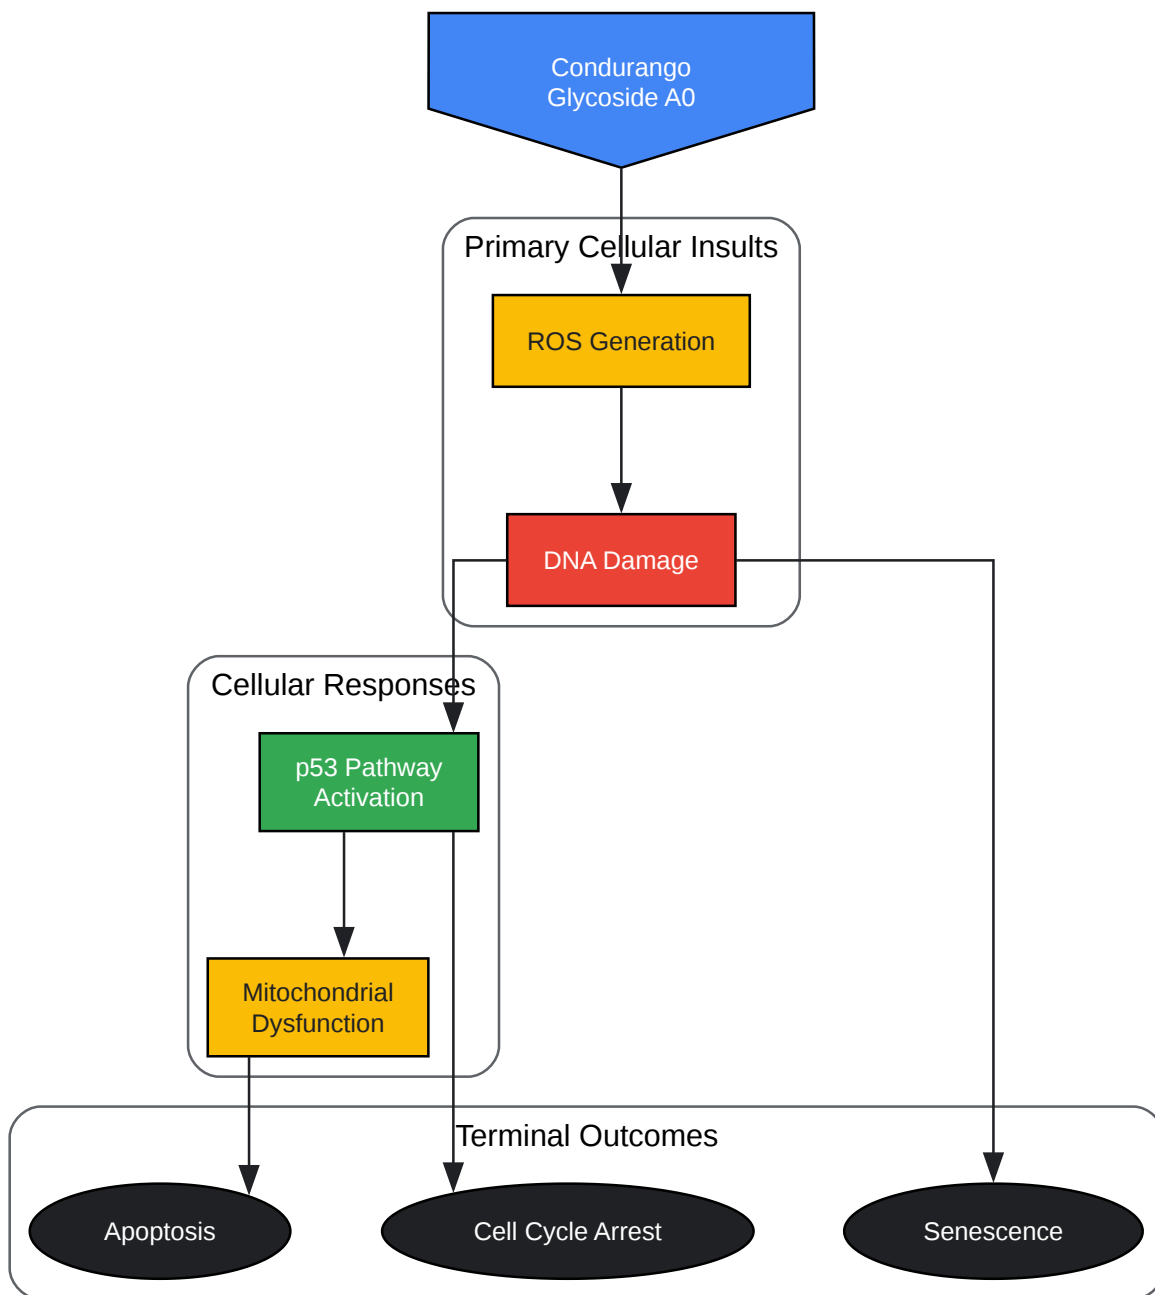 Condurango
Glycoside A0
Primary Cellular Insults
ROS Generation
DNA Damage
Cellular Responses
p53 Pathway
Activation
Mitochondrial
Dysfunction
Terminal Outcomes
Apoptosis
Cell Cycle Arrest
Senescence